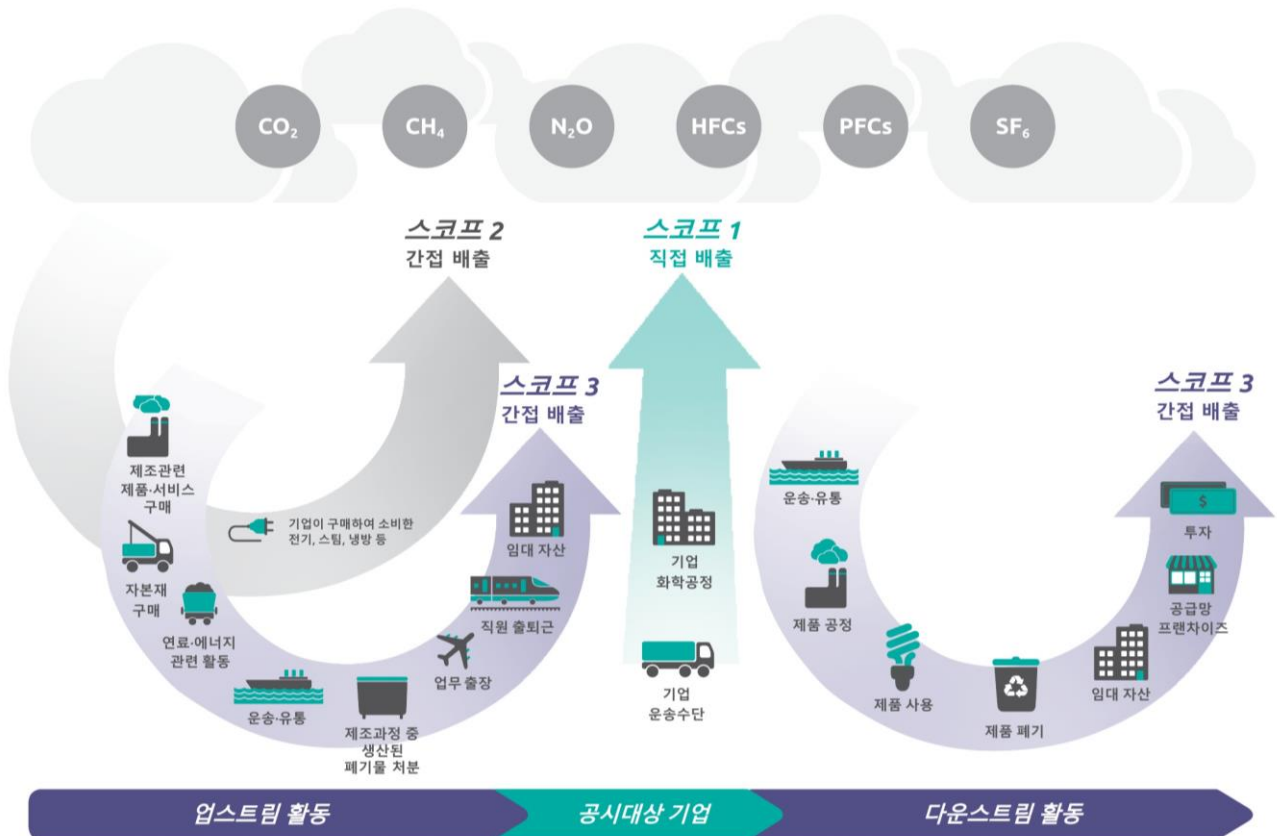 CO₂
CH₄
N₂O
HFCs
PFCs
SF₆
스코프 2
간접 배출
스코프 1
직접 배출
스코프 3
간접 배출
스코프 3
간접 배출
제조관련
제품·서비스
구매
기업이 구매하여 소비한
전기, 스팀, 냉방 등
자본재
구매
연료·에너지
관련 활동
운송·유통
제조과정 중
생산된
폐기물 처분
업무 출장
직원 출퇴근
임대 자산
기업
화학공정
기업
운송수단
운송·유통
제품 공정
제품 사용
제품 폐기
임대 자산
공급망
프랜차이즈
$
투자
업스트림 활동
공시대상 기업
다운스트림 활동